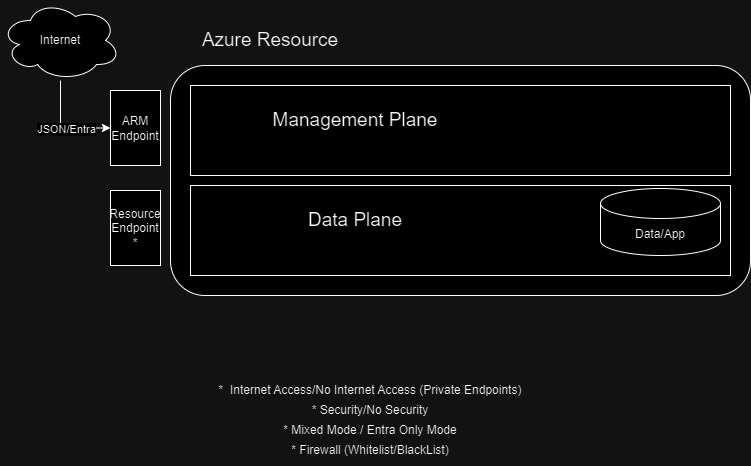 Internet
Azure Resource
ARM
Endpoint
Management Plane
JSON/Entra
Resource
Endpoint
*
Data Plane
Data/App
* Internet Access/No Internet Access (Private Endpoints)
* Security/No Security
* Mixed Mode / Entra Only Mode
* Firewall (Whitelist/BlackList)